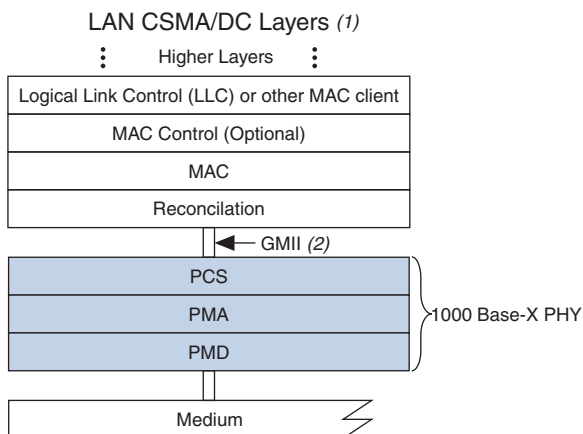 LAN CSMA/DC Layers (1)
Higher Layers
Logical Link Control (LLC) or other MAC client
MAC Control (Optional)
MAC
Reconcilation
GMII (2)
PCS
PMA
PMD
1000 Base-X PHY
Medium